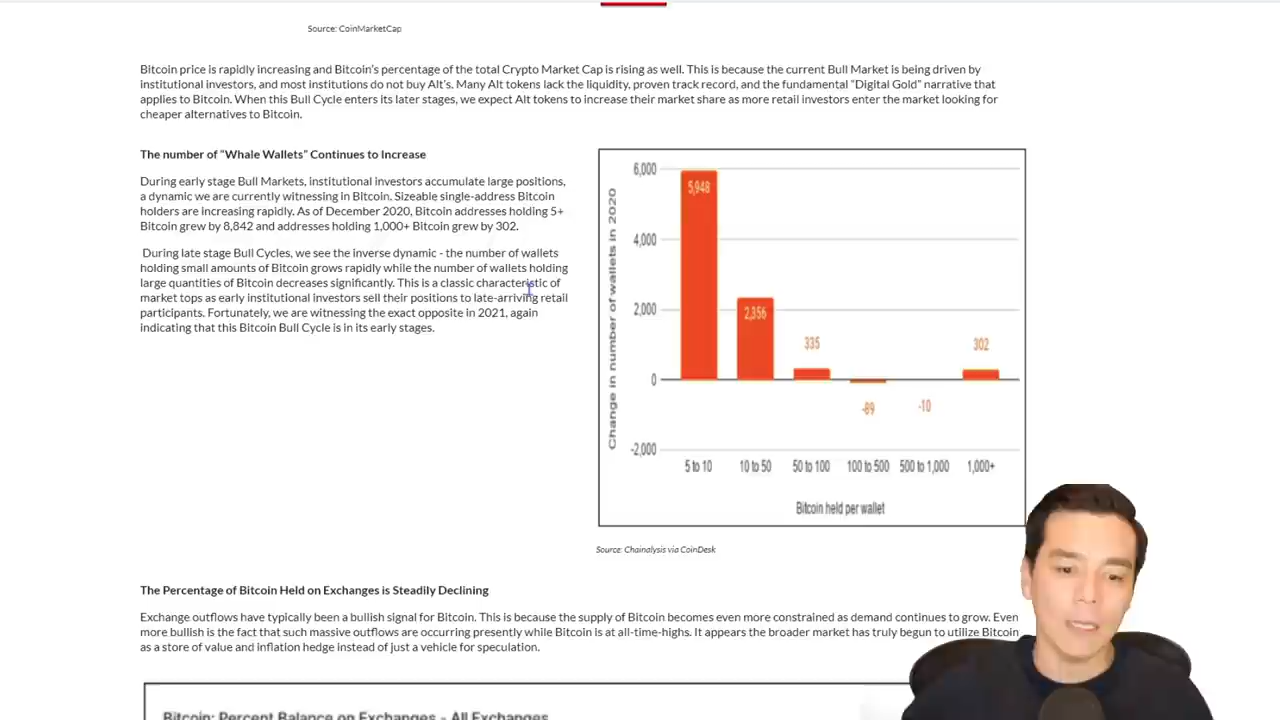 Source: CoinMarketCap
Bitcoin price is rapidly increasing and Bitcoin's percentage of the total Crypto Market Cap is rising as well. This is because the current Bull Market is being driven by
institutional investors, and most institutions do not buy Alt's. Many Alt tokens lack the liquidity, proven track record, and the fundamental "Digital Gold" narrative that
applies to Bitcoin. When this Bull Cycle enters its later stages, we expect Alt tokens to increase their market share as more retail investors enter the market looking for
cheaper alternatives to Bitcoin.
The number of "Whale Wallets" Continues to Increase
During early stage Bull Markets, institutional investors accumulate large positions,
a dynamic we are currently witnessing in Bitcoin. Sizeable single-address Bitcoin
holders are increasing rapidly. As of December 2020, Bitcoin addresses holding 5+
Bitcoin grew by 8,842 and addresses holding 1,000+ Bitcoin grew by 302.
During late stage Bull Cycles, we see the inverse dynamic - the number of wallets
holding small amounts of Bitcoin grows rapidly while the number of wallets holding
large quantities of Bitcoin decreases significantly. This is a classic characteristic of
market tops as early institutional investors sell their positions to late-arriving retail
participants. Fortunately, we are witnessing the exact opposite in 2021, again
indicating that this Bitcoin Bull Cycle is in its early stages.
Change in number of wallets in 2020
6,000
4,000
2,000
0
-2,000
5,948
2,356
335
-89
-10
302
5 to 10
10 to 50
50 to 100
100 to 500
500 to 1,000
1,000+
Bitcoin held per wallet
Source: Chainalysis via CoinDesk
The Percentage of Bitcoin Held on Exchanges is Steadily Declining
Exchange outflows have typically been a bullish signal for Bitcoin. This is because the supply of Bitcoin becomes even more constrained as demand continues to grow. Even
more bullish is the fact that such massive outflows are occurring presently while Bitcoin is at all-time-highs. It appears the broader market has truly begun to utilize Bitcoin
as a store of value and inflation hedge instead of just a vehicle for speculation.
Bitcoin: Percent Balance on Exchanges - All Exchanges